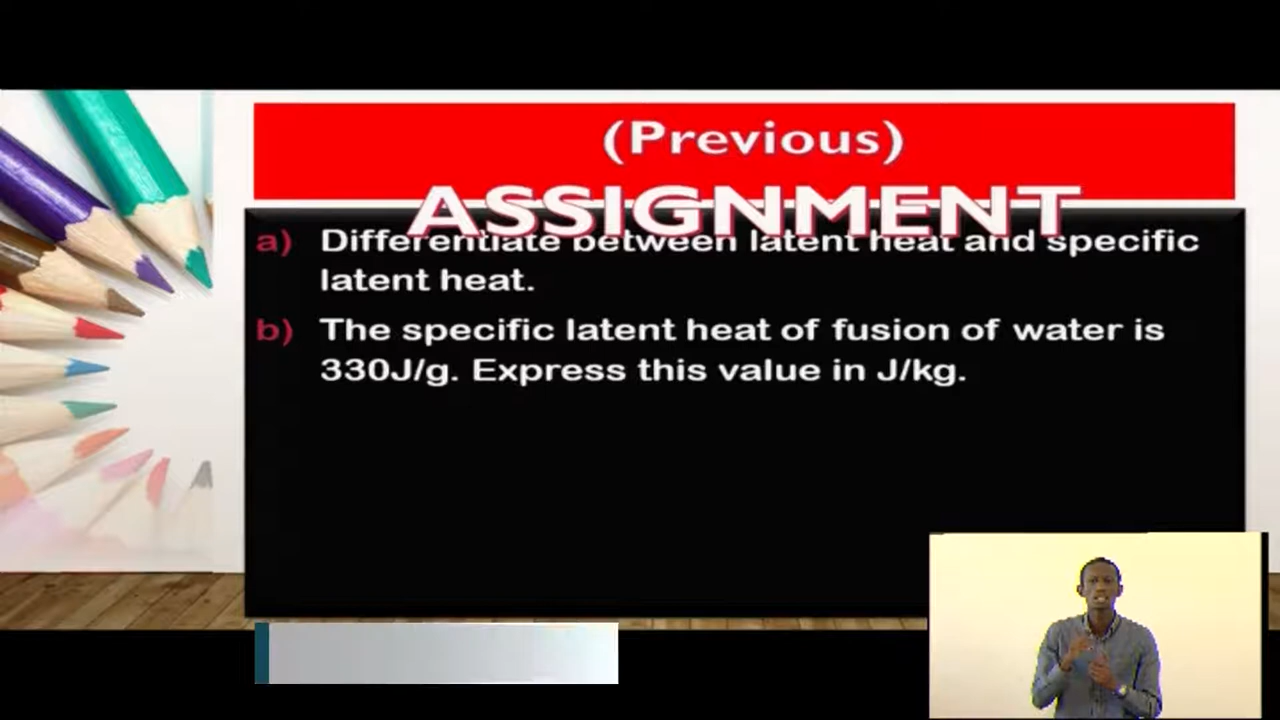 (Previous)
ASSIGNMENT
a) Differentiate between latent heat and specific
latent heat.
b) The specific latent heat of fusion of water is
330J/g. Express this value in J/kg.